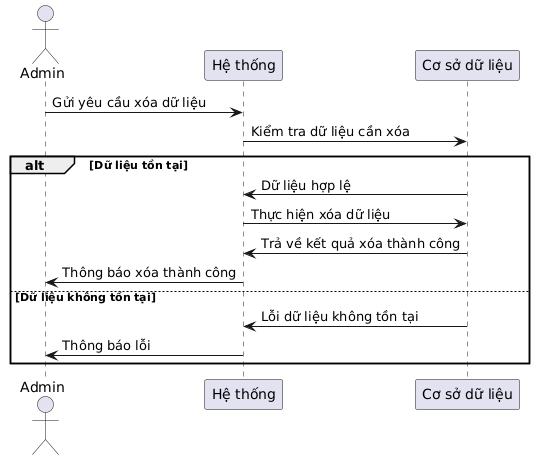 Admin
Hệ thống
Cơ sở dữ liệu
Gửi yêu cầu xóa dữ liệu
Kiểm tra dữ liệu cần xóa
alt
[Dữ liệu tồn tại]
Dữ liệu hợp lệ
Thực hiện xóa dữ liệu
Trả về kết quả xóa thành công
Thông báo xóa thành công
[Dữ liệu không tồn tại]
Lỗi dữ liệu không tồn tại
Thông báo lỗi
Admin
Hệ thống
Cơ sở dữ liệu